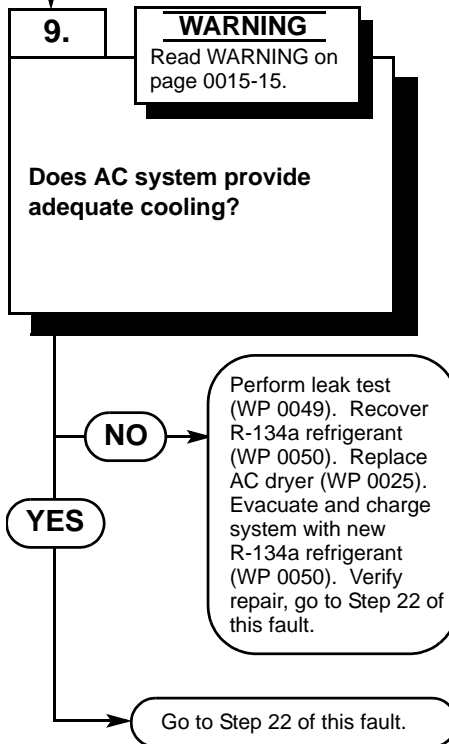 9.
WARNING
Read WARNING on
page 0015-15.
Does AC system provide
adequate cooling?
NO
Perform leak test
(WP 0049).  Recover
R-134a refrigerant
(WP 0050).  Replace
AC dryer (WP 0025).
Evacuate and charge
system with new
R-134a refrigerant
(WP 0050).  Verify
repair, go to Step 22 of
this fault.
YES
Go to Step 22 of this fault.